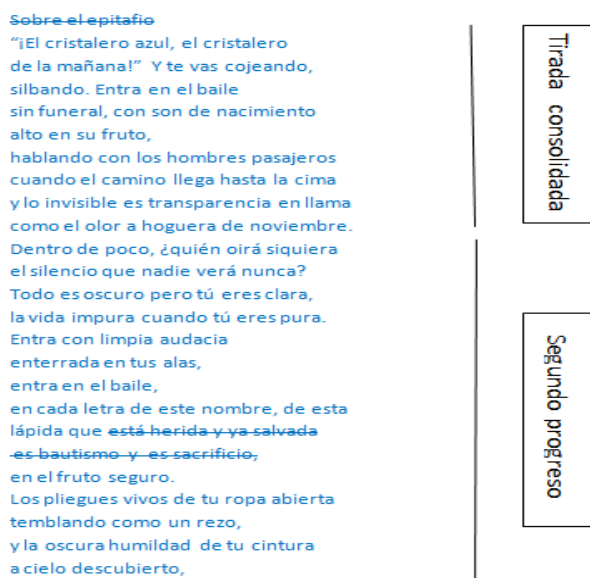 Sobre el epitafio
“¡El cristalero azul, el cristalero
de la mañana!” Y te vas cojeando,
silbando. Entra en el baile
sin funeral, con son de nacimiento
alto en su fruto,
hablando con los hombres pasajeros
cuando el camino llega hasta la cima
y lo invisible es transparencia en llama
como el olor a hoguera de noviembre.
Dentro de poco, ¿quién oirá siquiera
el silencio que nadie verá nunca?
Todo es oscuro pero tú eres clara,
la vida impura cuando tú eres pura.
Entra con limpia audacia
enterrada en tus alas,
entra en el baile,
en cada letra de este nombre, de esta
lápida que está herida y ya salvada
es bautismo y es sacrificio,
en el fruto seguro.
Los pliegues vivos de tu ropa abierta
temblando como un rezo,
y la oscura humildad de tu cintura
a cielo descubierto,
Tirada consolidada
Segundo progreso